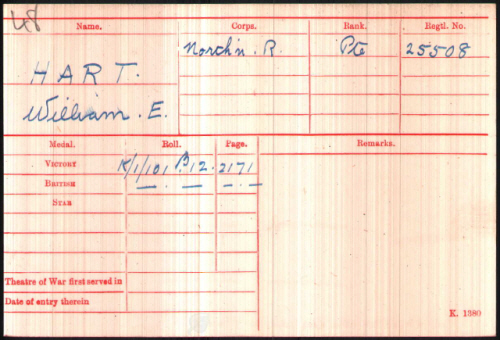 48
Name. Corps. Rank. Regtl. No.
North'n. R. Pte 25508
HART.
William. E.
Medal. Roll. Page. Remarks.
VICTORY K/1/101 B12. 2171
BRITISH —. —. —. —.
STAR
Theatre of War first served in
Date of entry therein
K. 1380